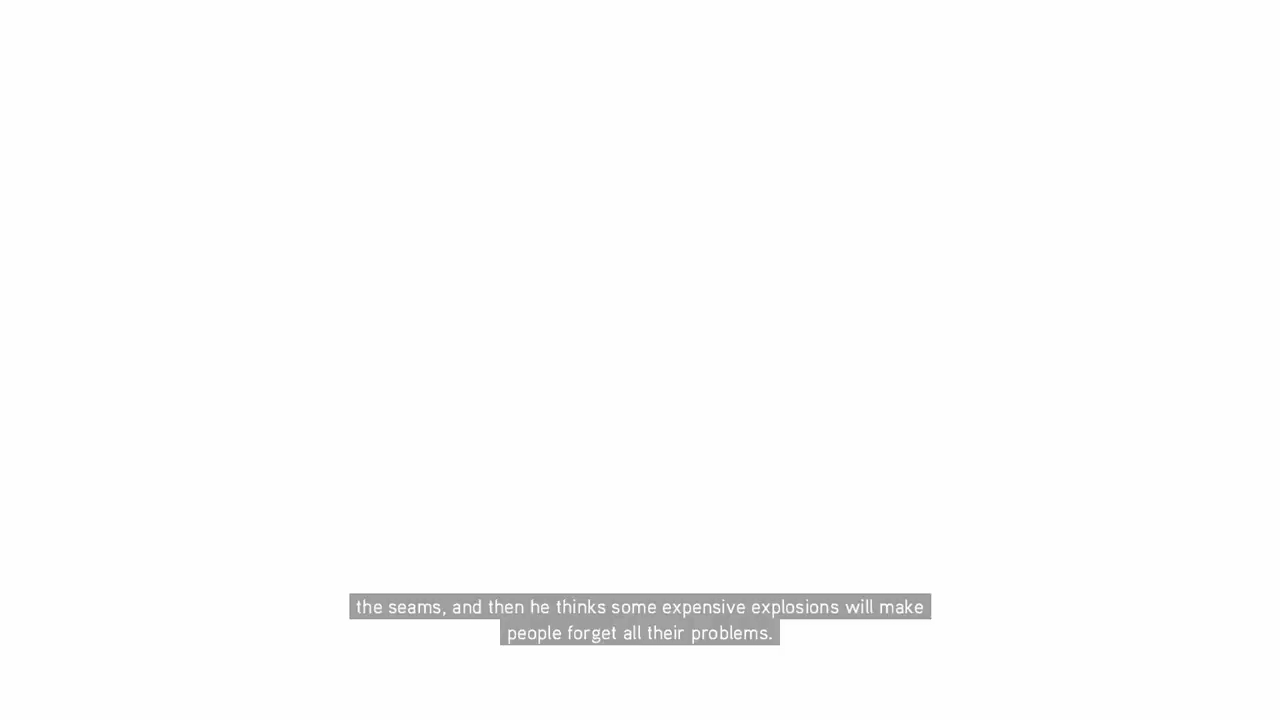 the seams, and then he thinks some expensive explosions will make
people forget all their problems.